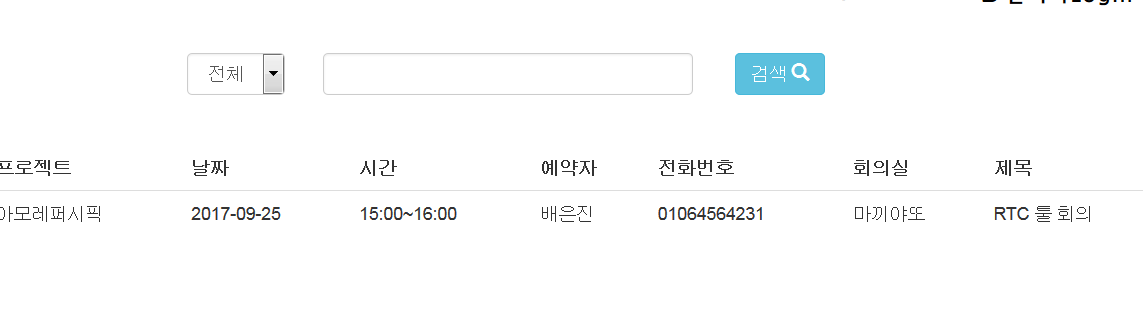 전체 검색
프로젝트 날짜 시간 예약자 전화번호 회의실 제목
아모레퍼시픽 2017-09-25 15:00~16:00 배은진 01064564231 마끼야또 RTC 툴 회의